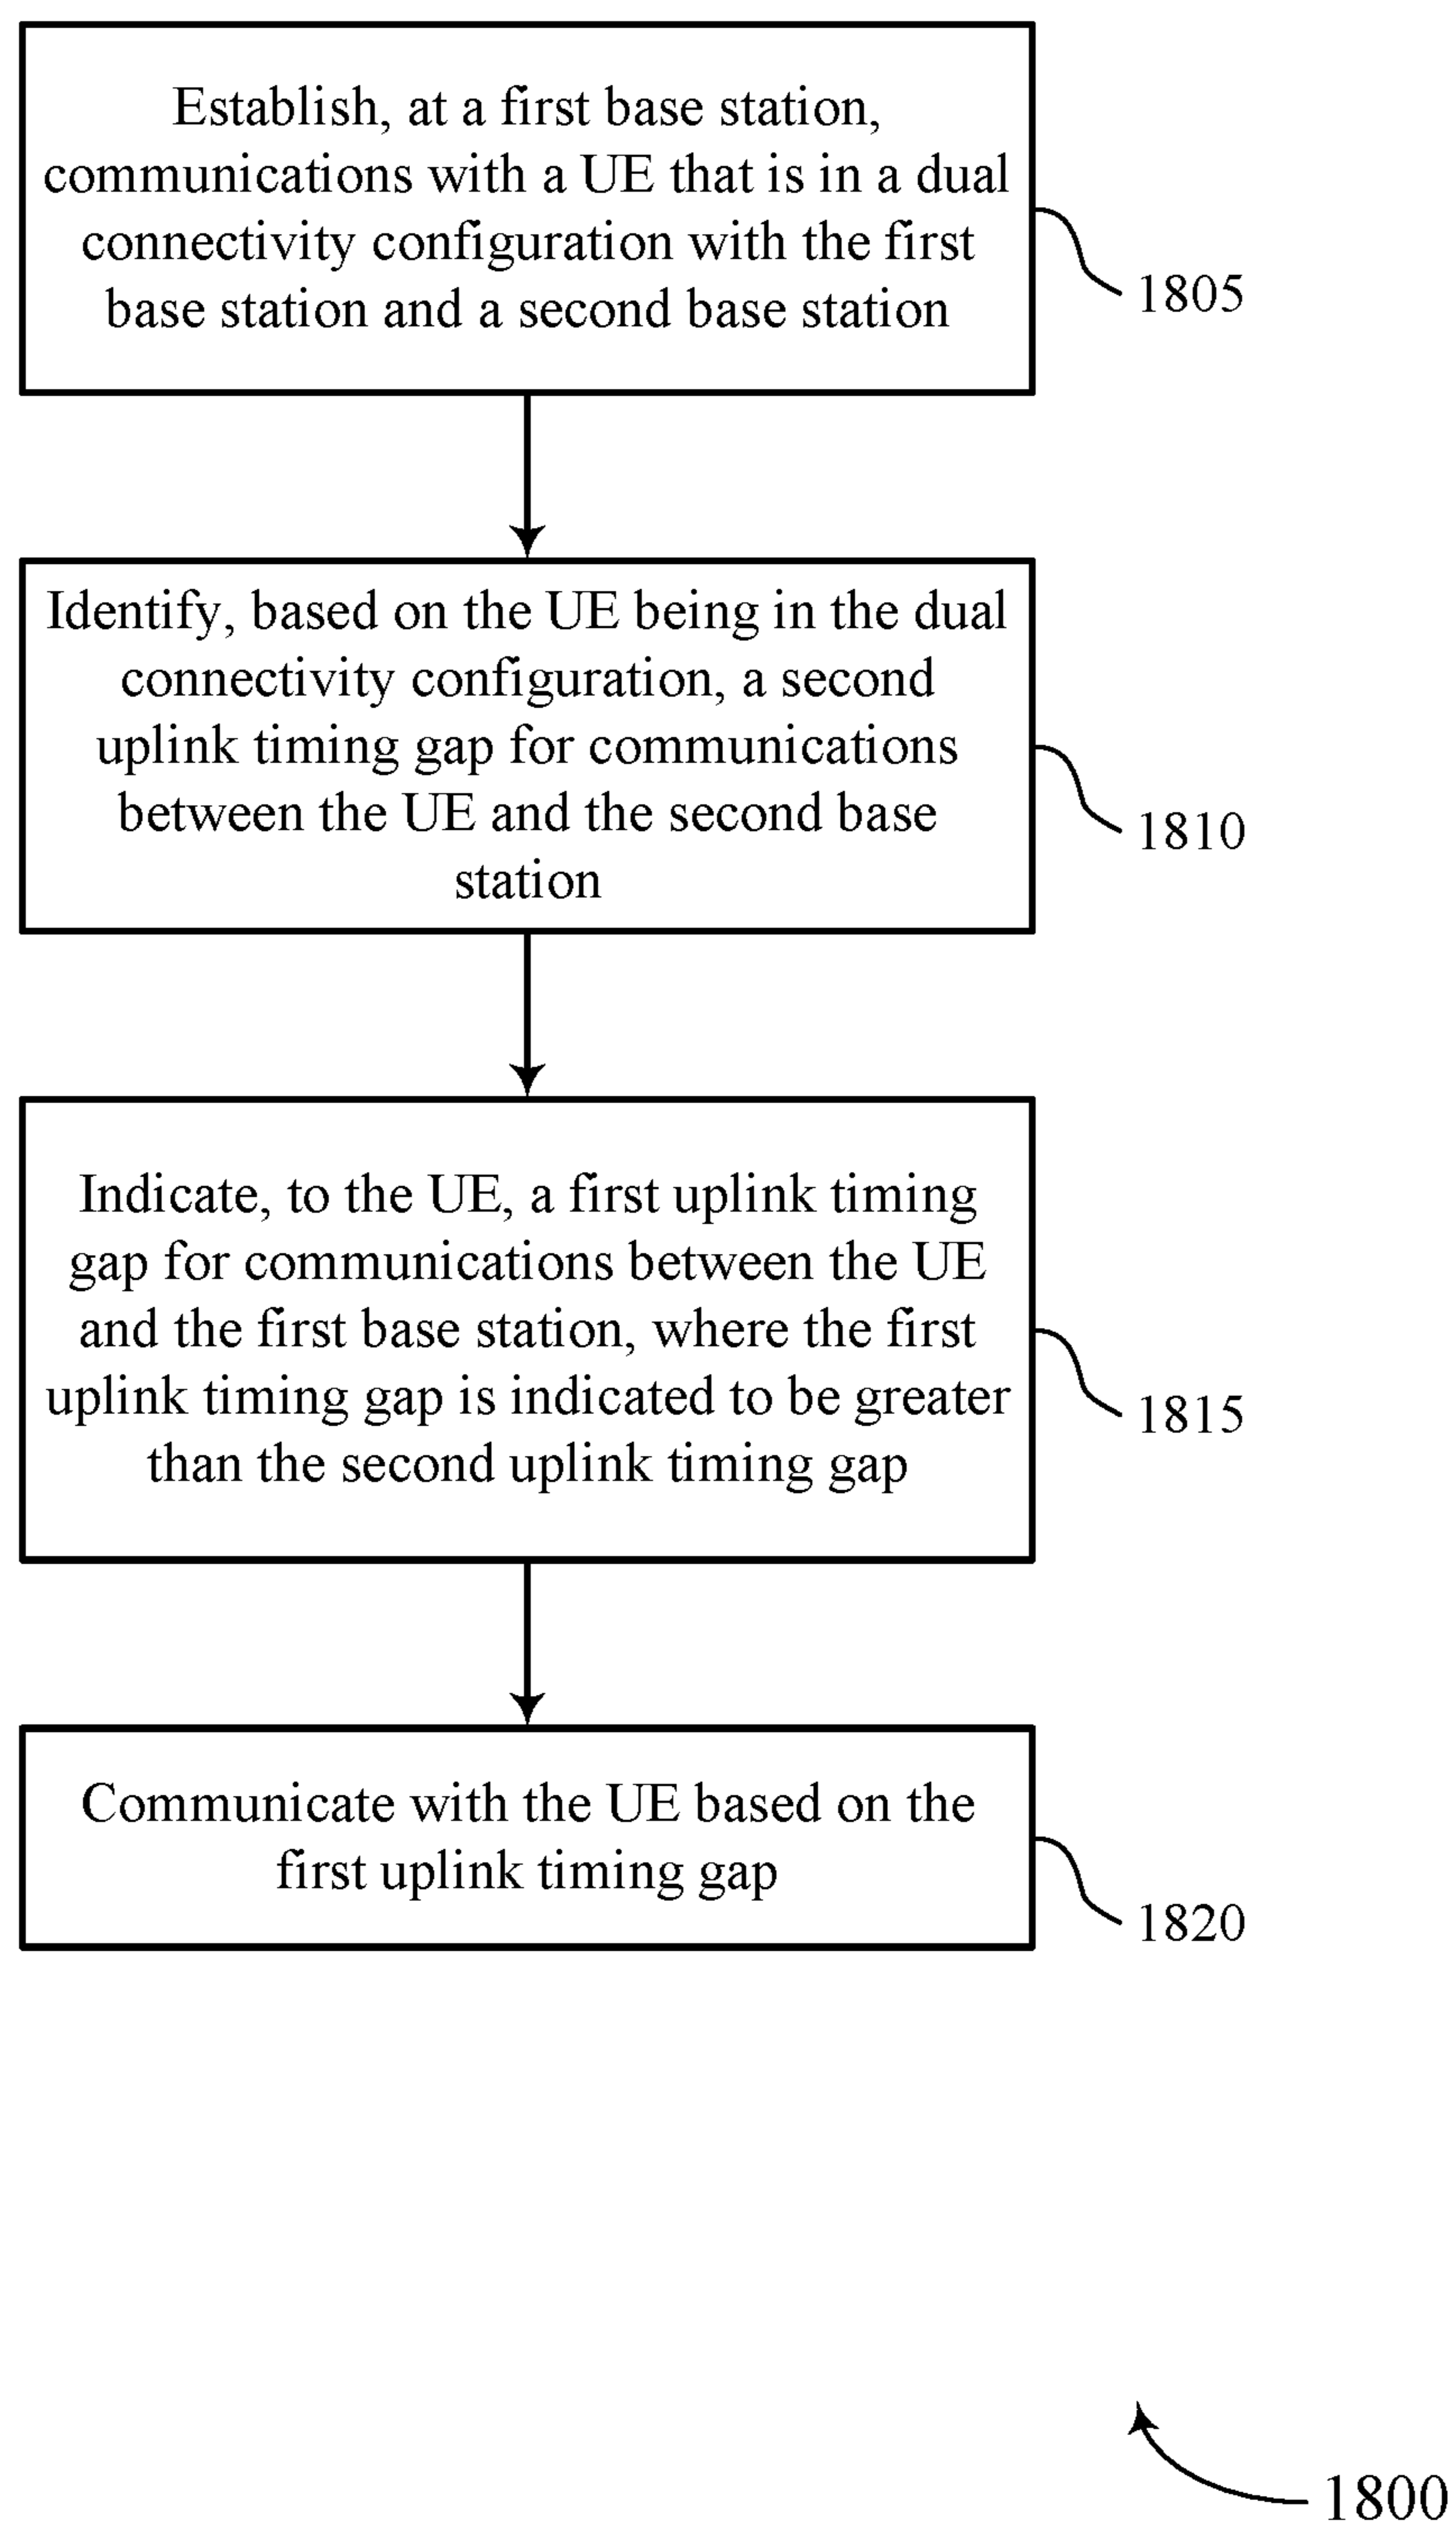 Establish, at a first base station,
communications with a UE that is in a dual
connectivity configuration with the first
base station and a second base station
1805
Identify, based on the UE being in the dual
connectivity configuration, a second
uplink timing gap for communications
between the UE and the second base
station
1810
Indicate, to the UE, a first uplink timing
gap for communications between the UE
and the first base station, where the first
uplink timing gap is indicated to be greater
than the second uplink timing gap
1815
Communicate with the UE based on the
first uplink timing gap
1820
1800